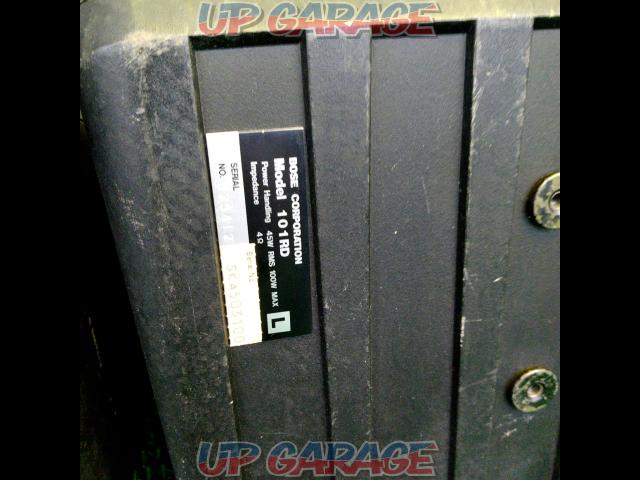 UP GARAGE
BOSE CORPORATION
Model 101RD
Power Handling 45W RMS 100W MAX
Impedance 4Ω
L
SERIAL
NO.
UP GARAGE